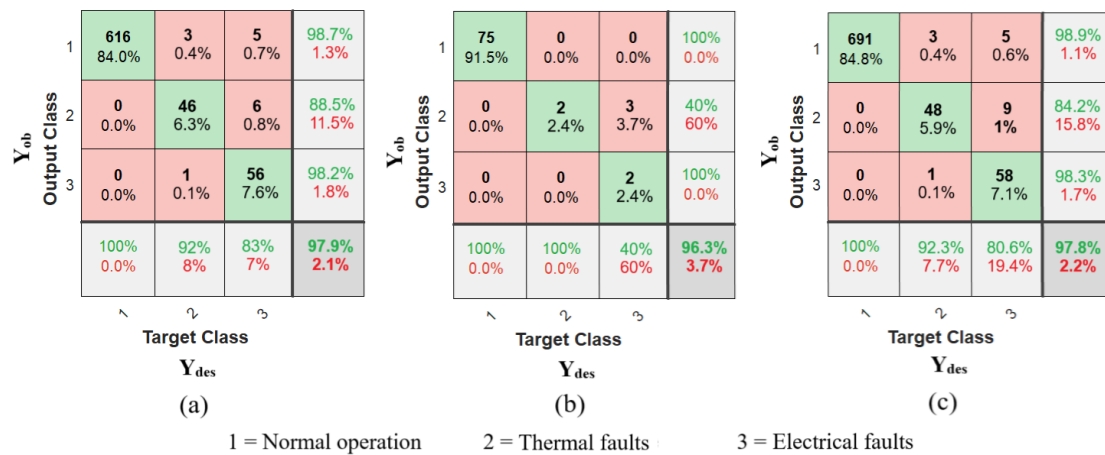 616 3 5 98.7%
1 84.0% 0.4% 0.7% 1.3%
0 46 6 88.5%
2 0.0% 6.3% 0.8% 11.5%
0 1 56 98.2%
3 0.0% 0.1% 7.6% 1.8%
100% 92% 83% 97.9%
0.0% 8% 7% 2.1%
1 2 3
Target Class
Y_des
Y_ob
Output Class
(a)
75 0 0 100%
1 91.5% 0.0% 0.0% 0.0%
0 2 3 40%
2 0.0% 2.4% 3.7% 60%
0 0 2 100%
3 0.0% 0.0% 2.4% 0.0%
100% 100% 40% 96.3%
0.0% 0.0% 60% 3.7%
1 2 3
Target Class
Y_des
Y_ob
Output Class
(b)
691 3 5 98.9%
1 84.8% 0.4% 0.6% 1.1%
0 48 9 84.2%
2 0.0% 5.9% 1% 15.8%
0 1 58 98.3%
3 0.0% 0.1% 7.1% 1.7%
100% 92.3% 80.6% 97.8%
0.0% 7.7% 19.4% 2.2%
1 2 3
Target Class
Y_des
Y_ob
Output Class
(c)
1 = Normal operation 2 = Thermal faults 3 = Electrical faults